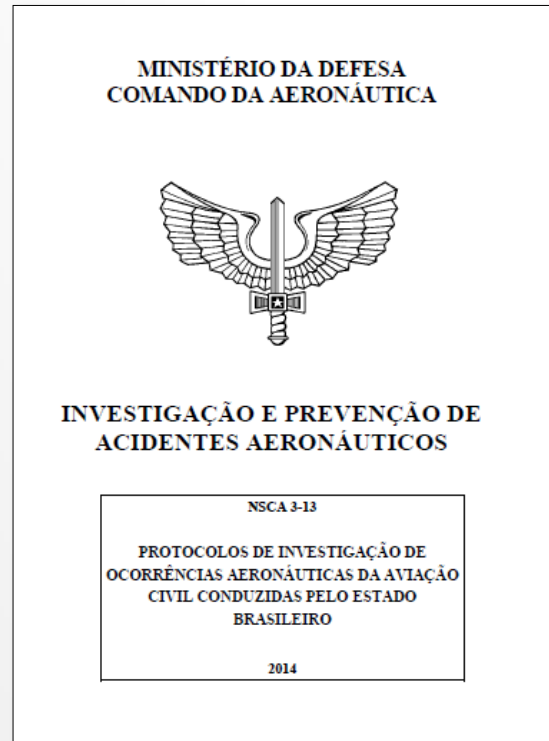 MINISTÉRIO DA DEFESA
COMANDO DA AERONÁUTICA
INVESTIGAÇÃO E PREVENÇÃO DE
ACIDENTES AERONÁUTICOS
NSCA 3-13
PROTOCOLOS DE INVESTIGAÇÃO DE
OCORRÊNCIAS AERONÁUTICAS DA AVIAÇÃO
CIVIL CONDUZIDAS PELO ESTADO
BRASILEIRO
2014